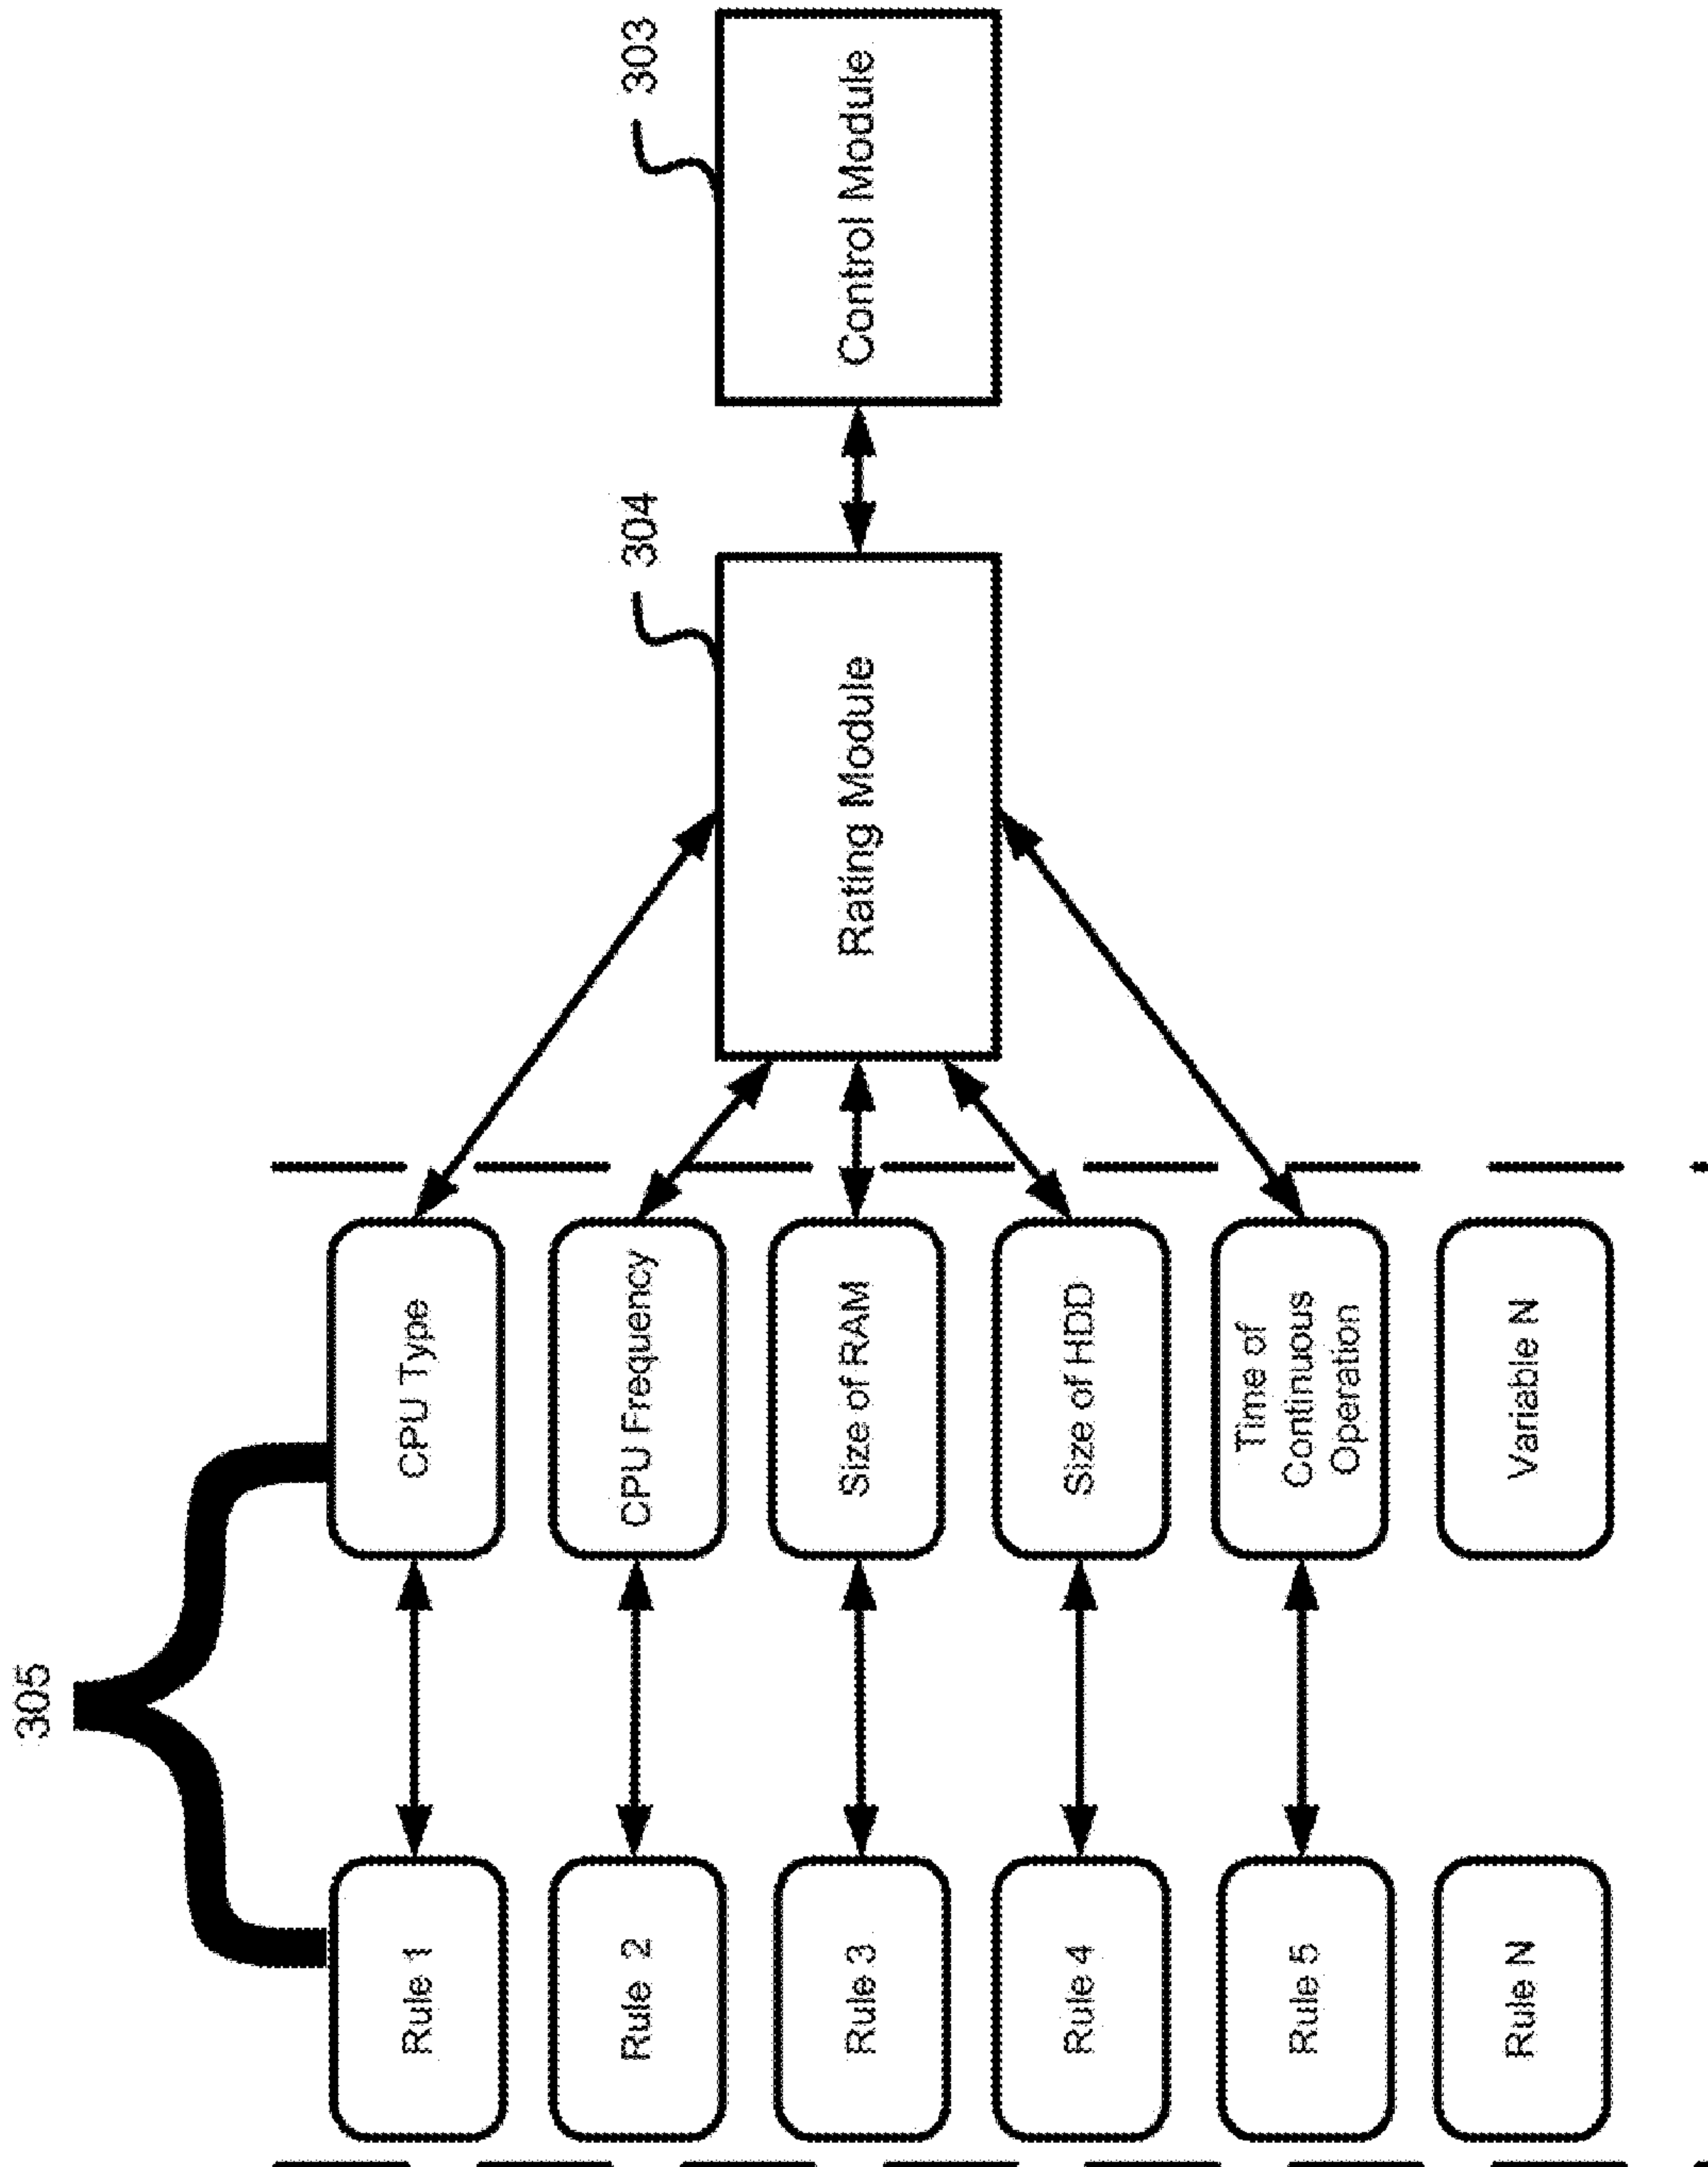 305
Rule 1
CPU Type
Rule 2
CPU Frequency
Rule 3
Size of RAM
Rule 4
Size of HDD
Rule 5
Time of
Continuous
Operation
Rule N
Variable N
304
Rating Module
303
Control Module